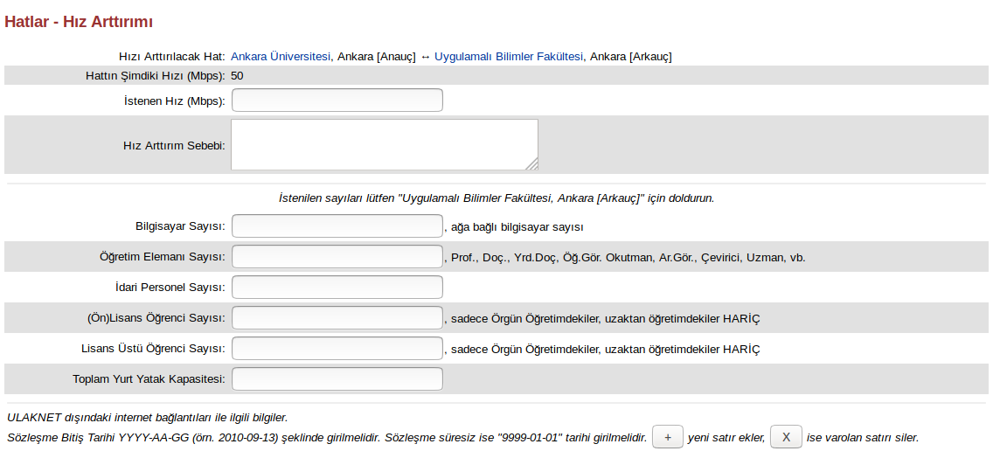 Hatlar - Hız Arttırımı
Hızı Arttırılacak Hat: Ankara Üniversitesi, Ankara [Anauç] ↔ Uygulamalı Bilimler Fakültesi, Ankara [Arkauç]
Hattın Şimdiki Hızı (Mbps): 50
İstenen Hız (Mbps):
Hız Arttırım Sebebi:
İstenilen sayıları lütfen "Uygulamalı Bilimler Fakültesi, Ankara [Arkauç]" için doldurun.
Bilgisayar Sayısı: , ağa bağlı bilgisayar sayısı
Öğretim Elemanı Sayısı: , Prof., Doç., Yrd.Doç, Öğ.Gör. Okutman, Ar.Gör., Çevirici, Uzman, vb.
İdari Personel Sayısı:
(Ön)Lisans Öğrenci Sayısı: , sadece Örgün Öğretimdekiler, uzaktan öğretimdekiler HARİÇ
Lisans Üstü Öğrenci Sayısı: , sadece Örgün Öğretimdekiler, uzaktan öğretimdekiler HARİÇ
Toplam Yurt Yatak Kapasitesi:
ULAKNET dışındaki internet bağlantıları ile ilgili bilgiler.
Sözleşme Bitiş Tarihi YYYY-AA-GG (örn. 2010-09-13) şeklinde girilmelidir. Sözleşme süresiz ise "9999-01-01" tarihi girilmelidir. + yeni satır ekler, X ise varolan satırı siler.